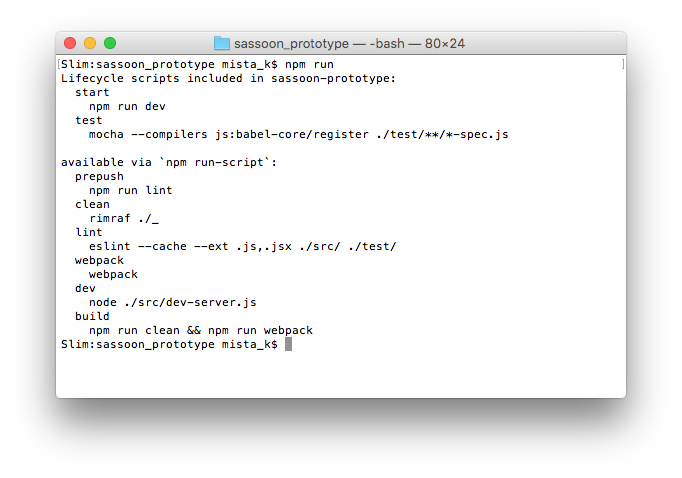 sassoon_prototype — -bash — 80×24
[Slim:sassoon_prototype mista_k$ npm run ]
Lifecycle scripts included in sassoon-prototype:
  start
    npm run dev
  test
    mocha --compilers js:babel-core/register ./test/**/*-spec.js

available via `npm run-script`:
  prepush
    npm run lint
  clean
    rimraf ./_
  lint
    eslint --cache --ext .js,.jsx ./src/ ./test/
  webpack
    webpack
  dev
    node ./src/dev-server.js
  build
    npm run clean && npm run webpack
Slim:sassoon_prototype mista_k$